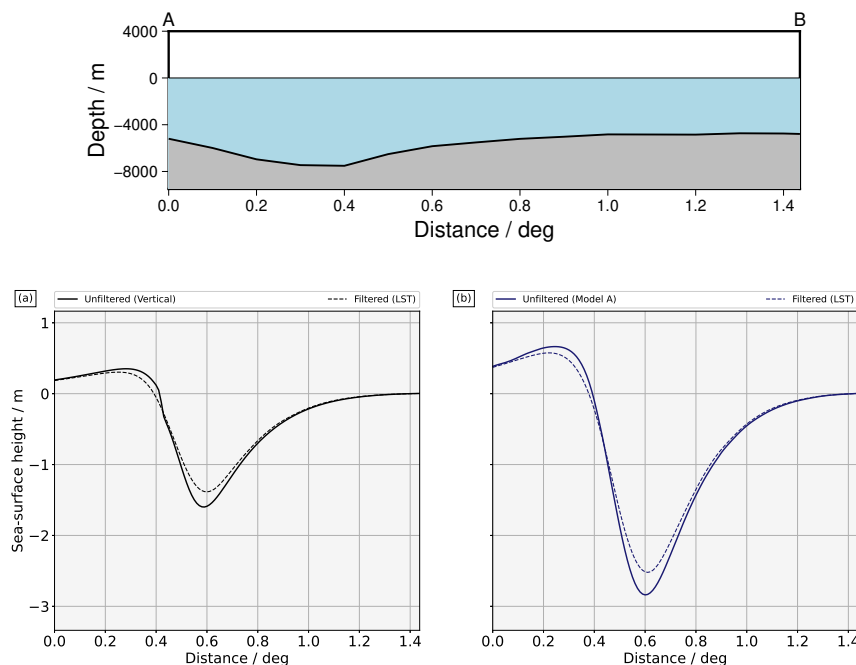 A B
4000
0
−4000
−8000
Depth / m
0.0 0.2 0.4 0.6 0.8 1.0 1.2 1.4
Distance / deg
(a) Unfiltered (Vertical) Filtered (LST)
1
0
−1
−2
−3
Sea-surface height / m
0.0 0.2 0.4 0.6 0.8 1.0 1.2 1.4
Distance / deg
(b) Unfiltered (Model A) Filtered (LST)
0.0 0.2 0.4 0.6 0.8 1.0 1.2 1.4
Distance / deg